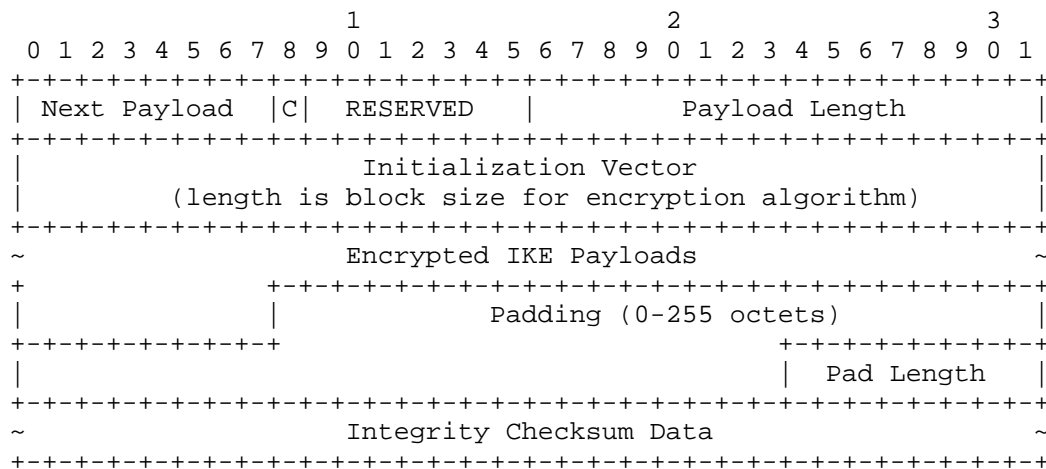 1                   2                   3
 0 1 2 3 4 5 6 7 8 9 0 1 2 3 4 5 6 7 8 9 0 1 2 3 4 5 6 7 8 9 0 1
+-+-+-+-+-+-+-+-+-+-+-+-+-+-+-+-+-+-+-+-+-+-+-+-+-+-+-+-+-+-+-+-+
| Next Payload  |C|  RESERVED   |         Payload Length        |
+-+-+-+-+-+-+-+-+-+-+-+-+-+-+-+-+-+-+-+-+-+-+-+-+-+-+-+-+-+-+-+-+
|                     Initialization Vector                     |
|         (length is block size for encryption algorithm)       |
+-+-+-+-+-+-+-+-+-+-+-+-+-+-+-+-+-+-+-+-+-+-+-+-+-+-+-+-+-+-+-+-+
~                    Encrypted IKE Payloads                     ~
+               +-+-+-+-+-+-+-+-+-+-+-+-+-+-+-+-+-+-+-+-+-+-+-+-+
|               |             Padding (0-255 octets)            |
+-+-+-+-+-+-+-+-+                               +-+-+-+-+-+-+-+-+
|                                               |  Pad Length   |
+-+-+-+-+-+-+-+-+-+-+-+-+-+-+-+-+-+-+-+-+-+-+-+-+-+-+-+-+-+-+-+-+
~                    Integrity Checksum Data                    ~
+-+-+-+-+-+-+-+-+-+-+-+-+-+-+-+-+-+-+-+-+-+-+-+-+-+-+-+-+-+-+-+-+